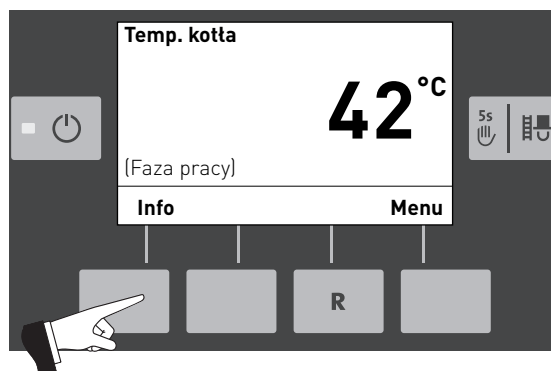 Temp. kotła
42°C
5s
(Faza pracy)
Info Menu
R